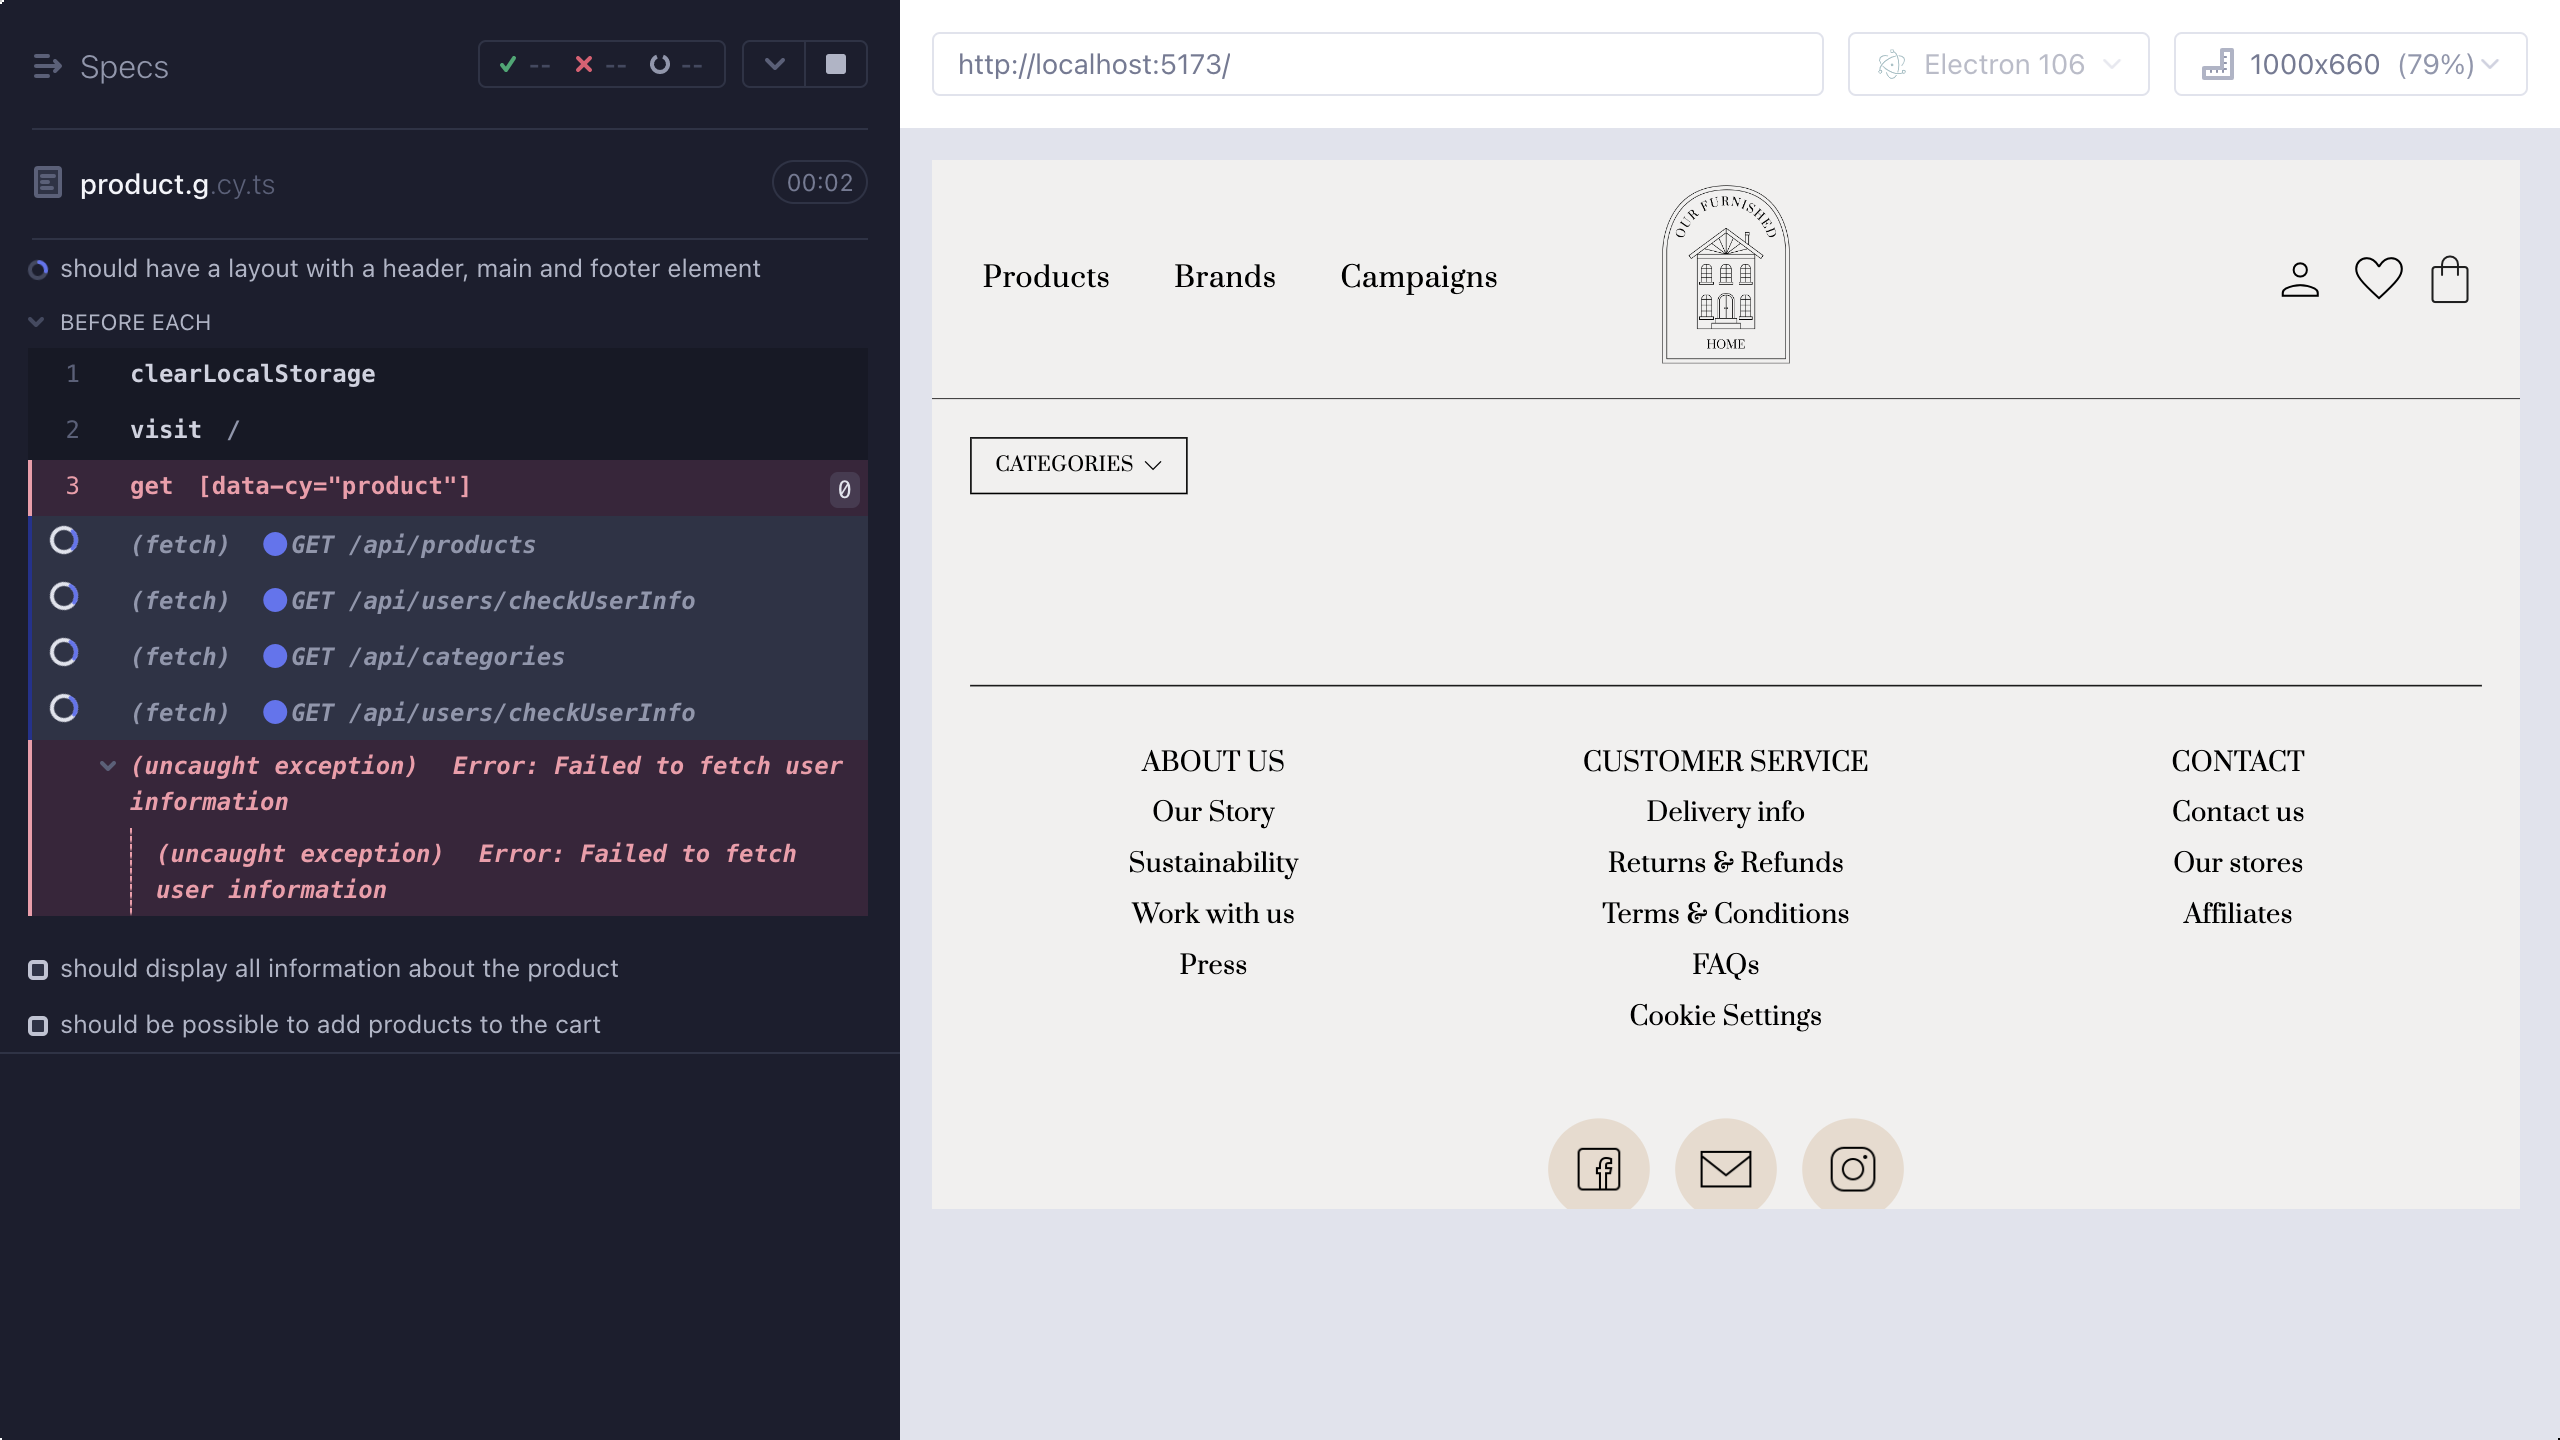 Specs
-- -- --
product.g.cy.ts
00:02
should have a layout with a header, main and footer element
BEFORE EACH
1 clearLocalStorage
2 visit /
3 get [data-cy="product"] 0
(fetch) GET /api/products
(fetch) GET /api/users/checkUserInfo
(fetch) GET /api/categories
(fetch) GET /api/users/checkUserInfo
(uncaught exception) Error: Failed to fetch user
information
(uncaught exception) Error: Failed to fetch
user information
should display all information about the product
should be possible to add products to the cart
http://localhost:5173/
Electron 106
1000x660 (79%)
Products Brands Campaigns
OUR FURNISHED
HOME
CATEGORIES
ABOUT US
Our Story
Sustainability
Work with us
Press
CUSTOMER SERVICE
Delivery info
Returns & Refunds
Terms & Conditions
FAQs
Cookie Settings
CONTACT
Contact us
Our stores
Affiliates